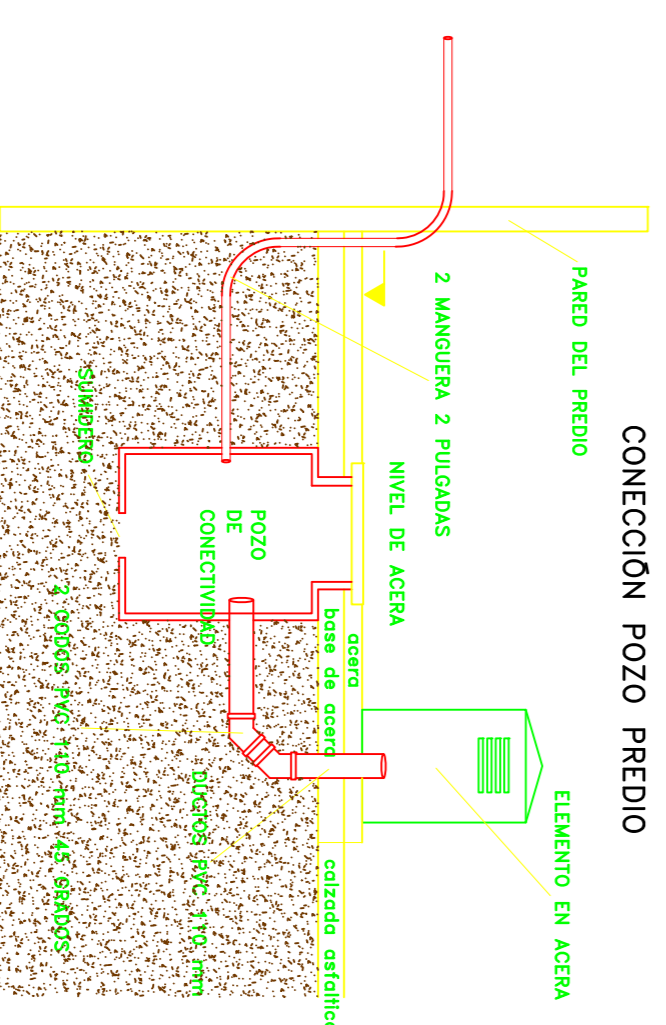 CONECCIÓN POZO PREDIO
PARED DEL PREDIO
ELEMENTO EN ACERA
2 MANGUERA 2 PULGADAS
NIVEL DE ACERA
acera
base de acera
calzada asfaltic
POZO
DE
CONECTIVIDAD
DUCTOS PVC 110 mm
SUMIDERO
2 CODOS PVC 110 mm 45 GRADOS